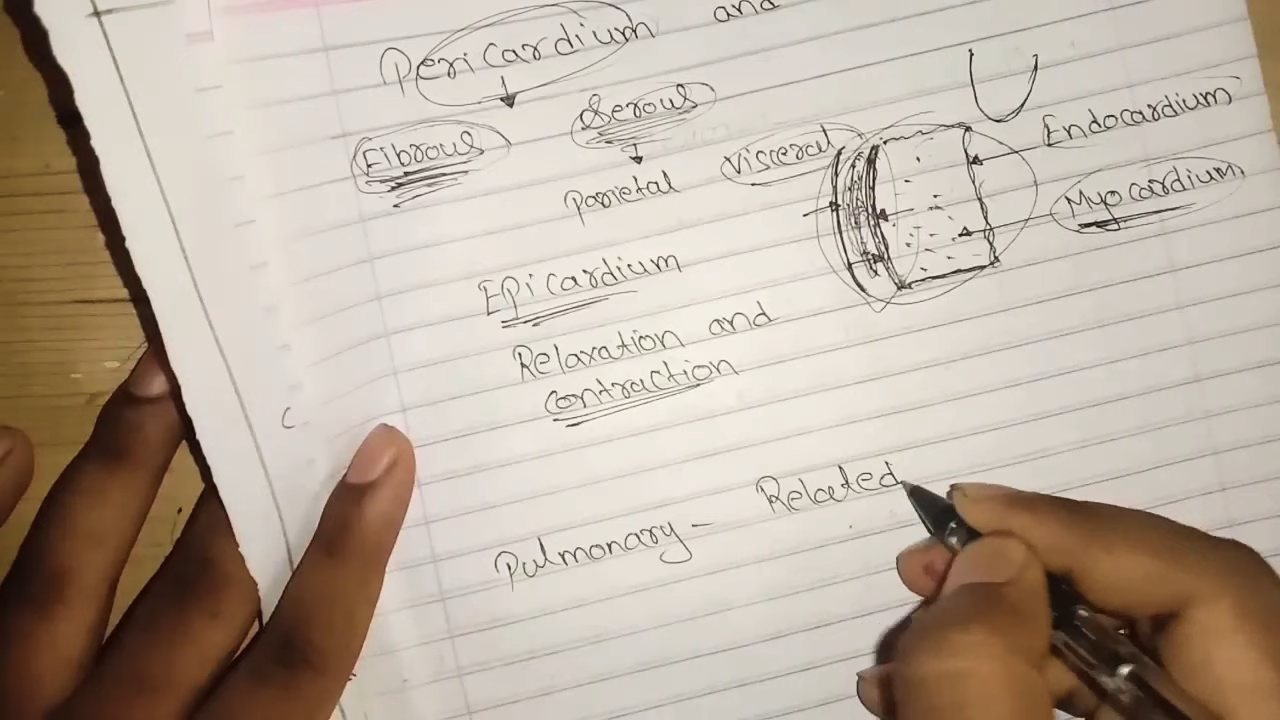 Pericardium and
Fibrous
Serous
Parietal
Visceral
Endocardium
Myocardium
Epicardium
Relaxation and
contraction
Pulmonary - Related